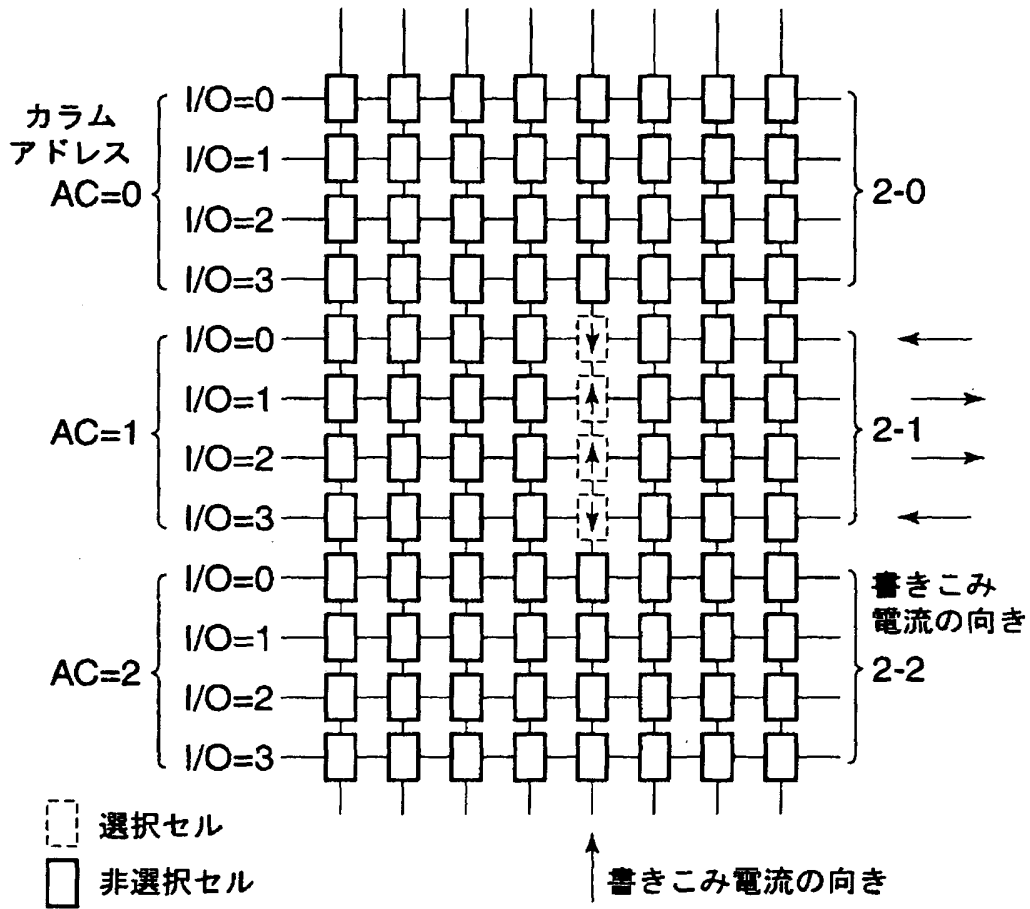 カラム
アドレス
AC=0
I/O=0
I/O=1
I/O=2
I/O=3
2-0
AC=1
I/O=0
I/O=1
I/O=2
I/O=3
2-1
AC=2
I/O=0
I/O=1
I/O=2
I/O=3
2-2
書きこみ
電流の向き
選択セル
非選択セル
書きこみ電流の向き